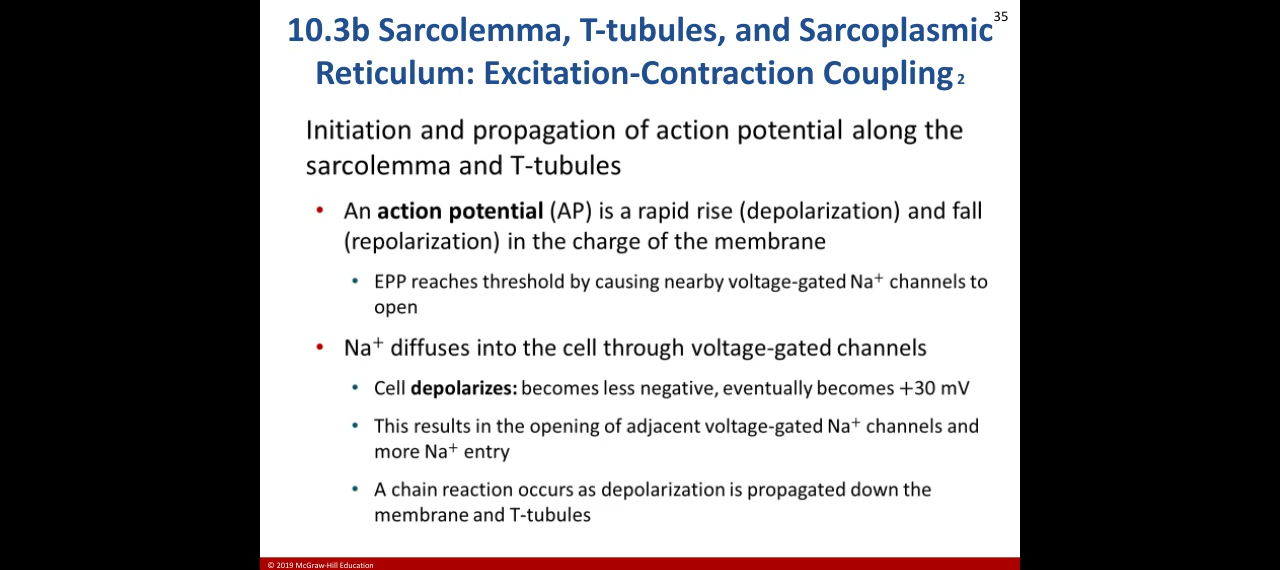 35
10.3b Sarcolemma, T-tubules, and Sarcoplasmic
Reticulum: Excitation-Contraction Coupling 2
Initiation and propagation of action potential along the
sarcolemma and T-tubules
• An action potential (AP) is a rapid rise (depolarization) and fall
(repolarization) in the charge of the membrane
• EPP reaches threshold by causing nearby voltage-gated Na⁺ channels to
open
• Na⁺ diffuses into the cell through voltage-gated channels
• Cell depolarizes: becomes less negative, eventually becomes +30 mV
• This results in the opening of adjacent voltage-gated Na⁺ channels and
more Na⁺ entry
• A chain reaction occurs as depolarization is propagated down the
membrane and T-tubules
© 2019 McGraw-Hill Education